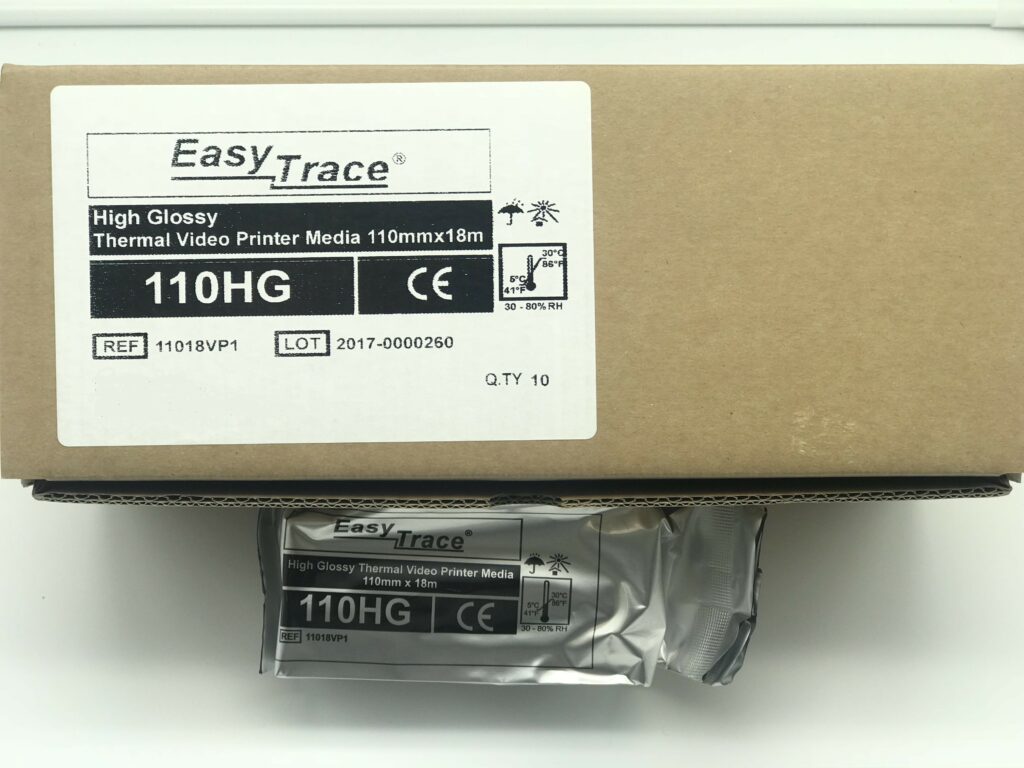 Easy Trace®
High Glossy
Thermal Video Printer Media 110mmx18m
110HG CE
30°C
86°F
5°C
41°F
30 - 80% RH
REF 11018VP1 LOT 2017-0000260
Q.TY 10
Easy Trace®
High Glossy Thermal Video Printer Media
110mm x 18m
110HG CE
30°C
86°F
5°C
41°F
30 - 80% RH
REF 11018VP1